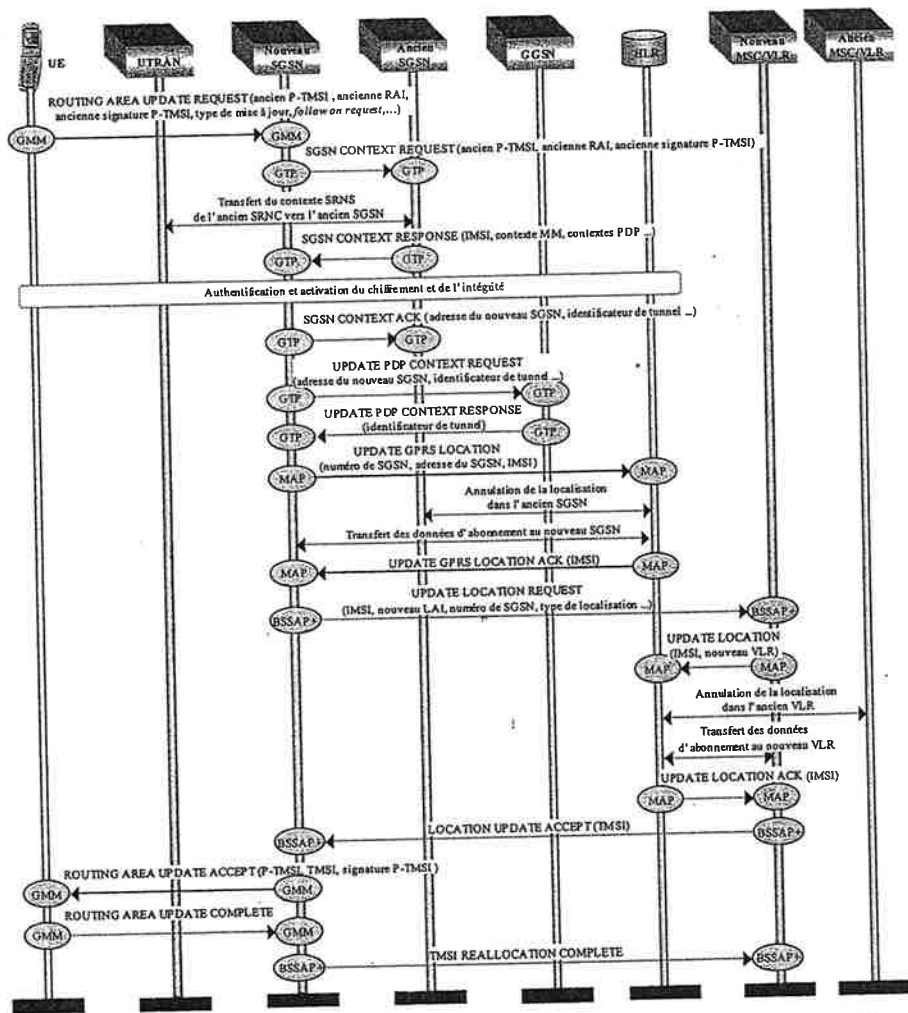 UE
UTRAN
Nouveau
SGSN
Ancien
SGSN
GGSN
HLR
Nouveau
MSC/VLR
Ancien
MSC/VLR
ROUTING AREA UPDATE REQUEST (ancien P-TMSI , ancienne RAI,
ancienne signature P-TMSI, type de mise à jour, follow on request,...)
GMM
GMM
SGSN CONTEXT REQUEST (ancien P-TMSI, ancienne RAI, ancienne signature P-TMSI)
GTP
GTP
Transfert du contexte SRNS
de l'ancien SRNC vers l'ancien SGSN
SGSN CONTEXT RESPONSE (IMSI, contexte MM, contextes PDP ...)
GTP
GTP
Authentification et activation du chiffrement et de l'intégrité
SGSN CONTEXT ACK (adresse du nouveau SGSN, identificateur de tunnel ...)
GTP
GTP
UPDATE PDP CONTEXT REQUEST
(adresse du nouveau SGSN, identificateur de tunnel ...)
GTP
GTP
UPDATE PDP CONTEXT RESPONSE
(identificateur de tunnel)
GTP
GTP
UPDATE GPRS LOCATION
(numéro de SGSN, adresse du SGSN, IMSI)
MAP
MAP
Annulation de la localisation
dans l'ancien SGSN
Transfert des données d'abonnement au nouveau SGSN
UPDATE GPRS LOCATION ACK (IMSI)
MAP
MAP
UPDATE LOCATION REQUEST
(IMSI, nouveau LAI, numéro de SGSN, type de localisation ...)
BSSAP+
BSSAP+
UPDATE LOCATION
(IMSI, nouveau VLR)
MAP
MAP
Annulation de la localisation
dans l'ancien VLR
Transfert des données
d'abonnement au nouveau VLR
UPDATE LOCATION ACK (IMSI)
MAP
MAP
LOCATION UPDATE ACCEPT (TMSI)
BSSAP+
BSSAP+
ROUTING AREA UPDATE ACCEPT (P-TMSI, TMSI, signature P-TMSI )
GMM
GMM
ROUTING AREA UPDATE COMPLETE
GMM
GMM
TMSI REALLOCATION COMPLETE
BSSAP+
BSSAP+